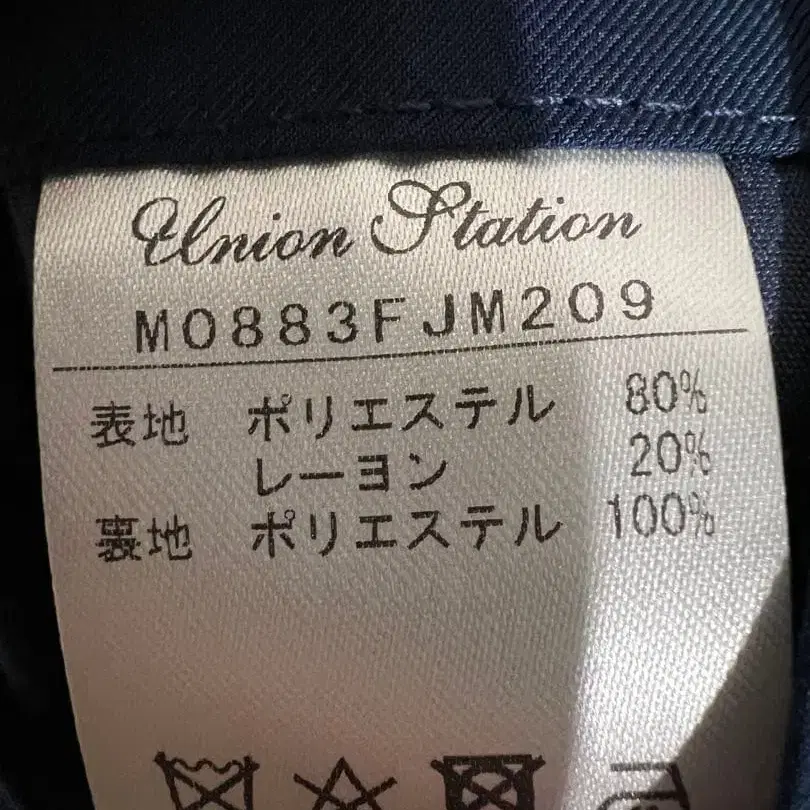 Union Station
M0883FJM209
表地 ポリエステル 80%
レーヨン 20%
裏地 ポリエステル 100%